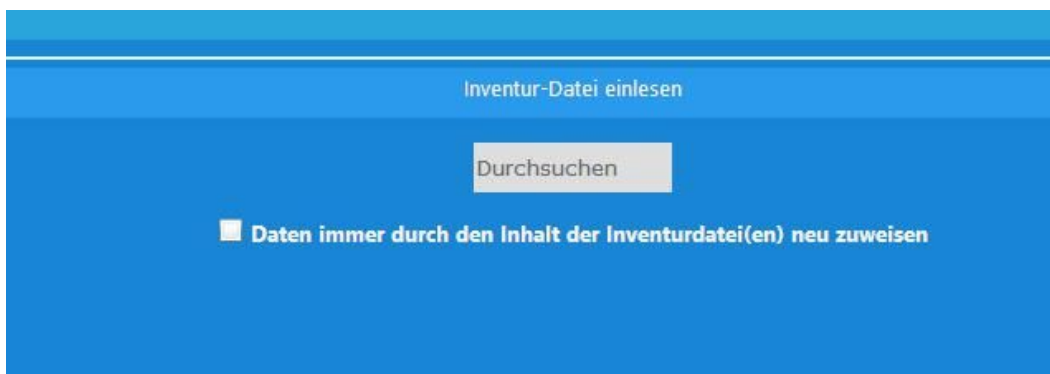 Inventur-Datei einlesen
Durchsuchen
Daten immer durch den Inhalt der Inventurdatei(en) neu zuweisen